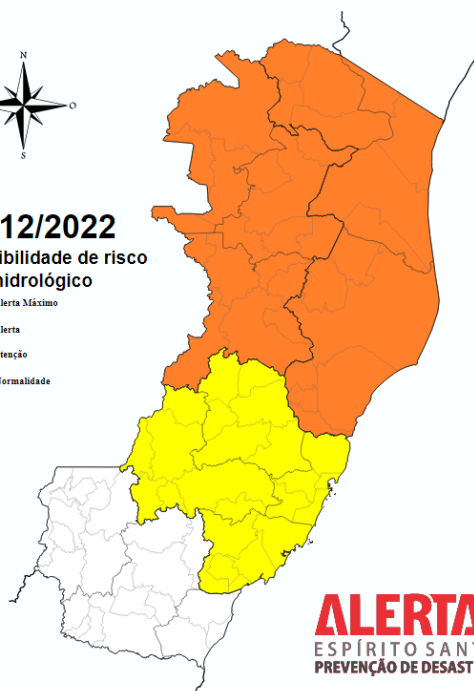 N
O
S
12/2022
ibilidade de risco
hidrológico
lerta Máximo
lerta
tenção
Normalidade
ALERTA
ESPÍRITO SANT
PREVENÇÃO DE DESAST